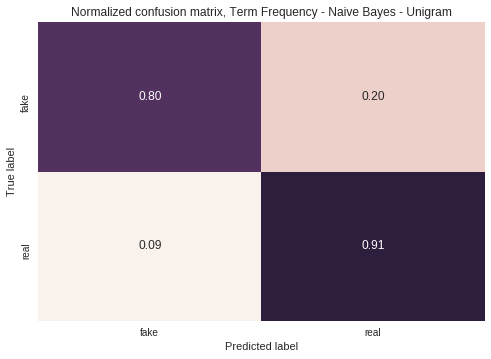 Normalized confusion matrix, Term Frequency - Naive Bayes - Unigram
True label
fake
0.80
0.20
real
0.09
0.91
fake
real
Predicted label